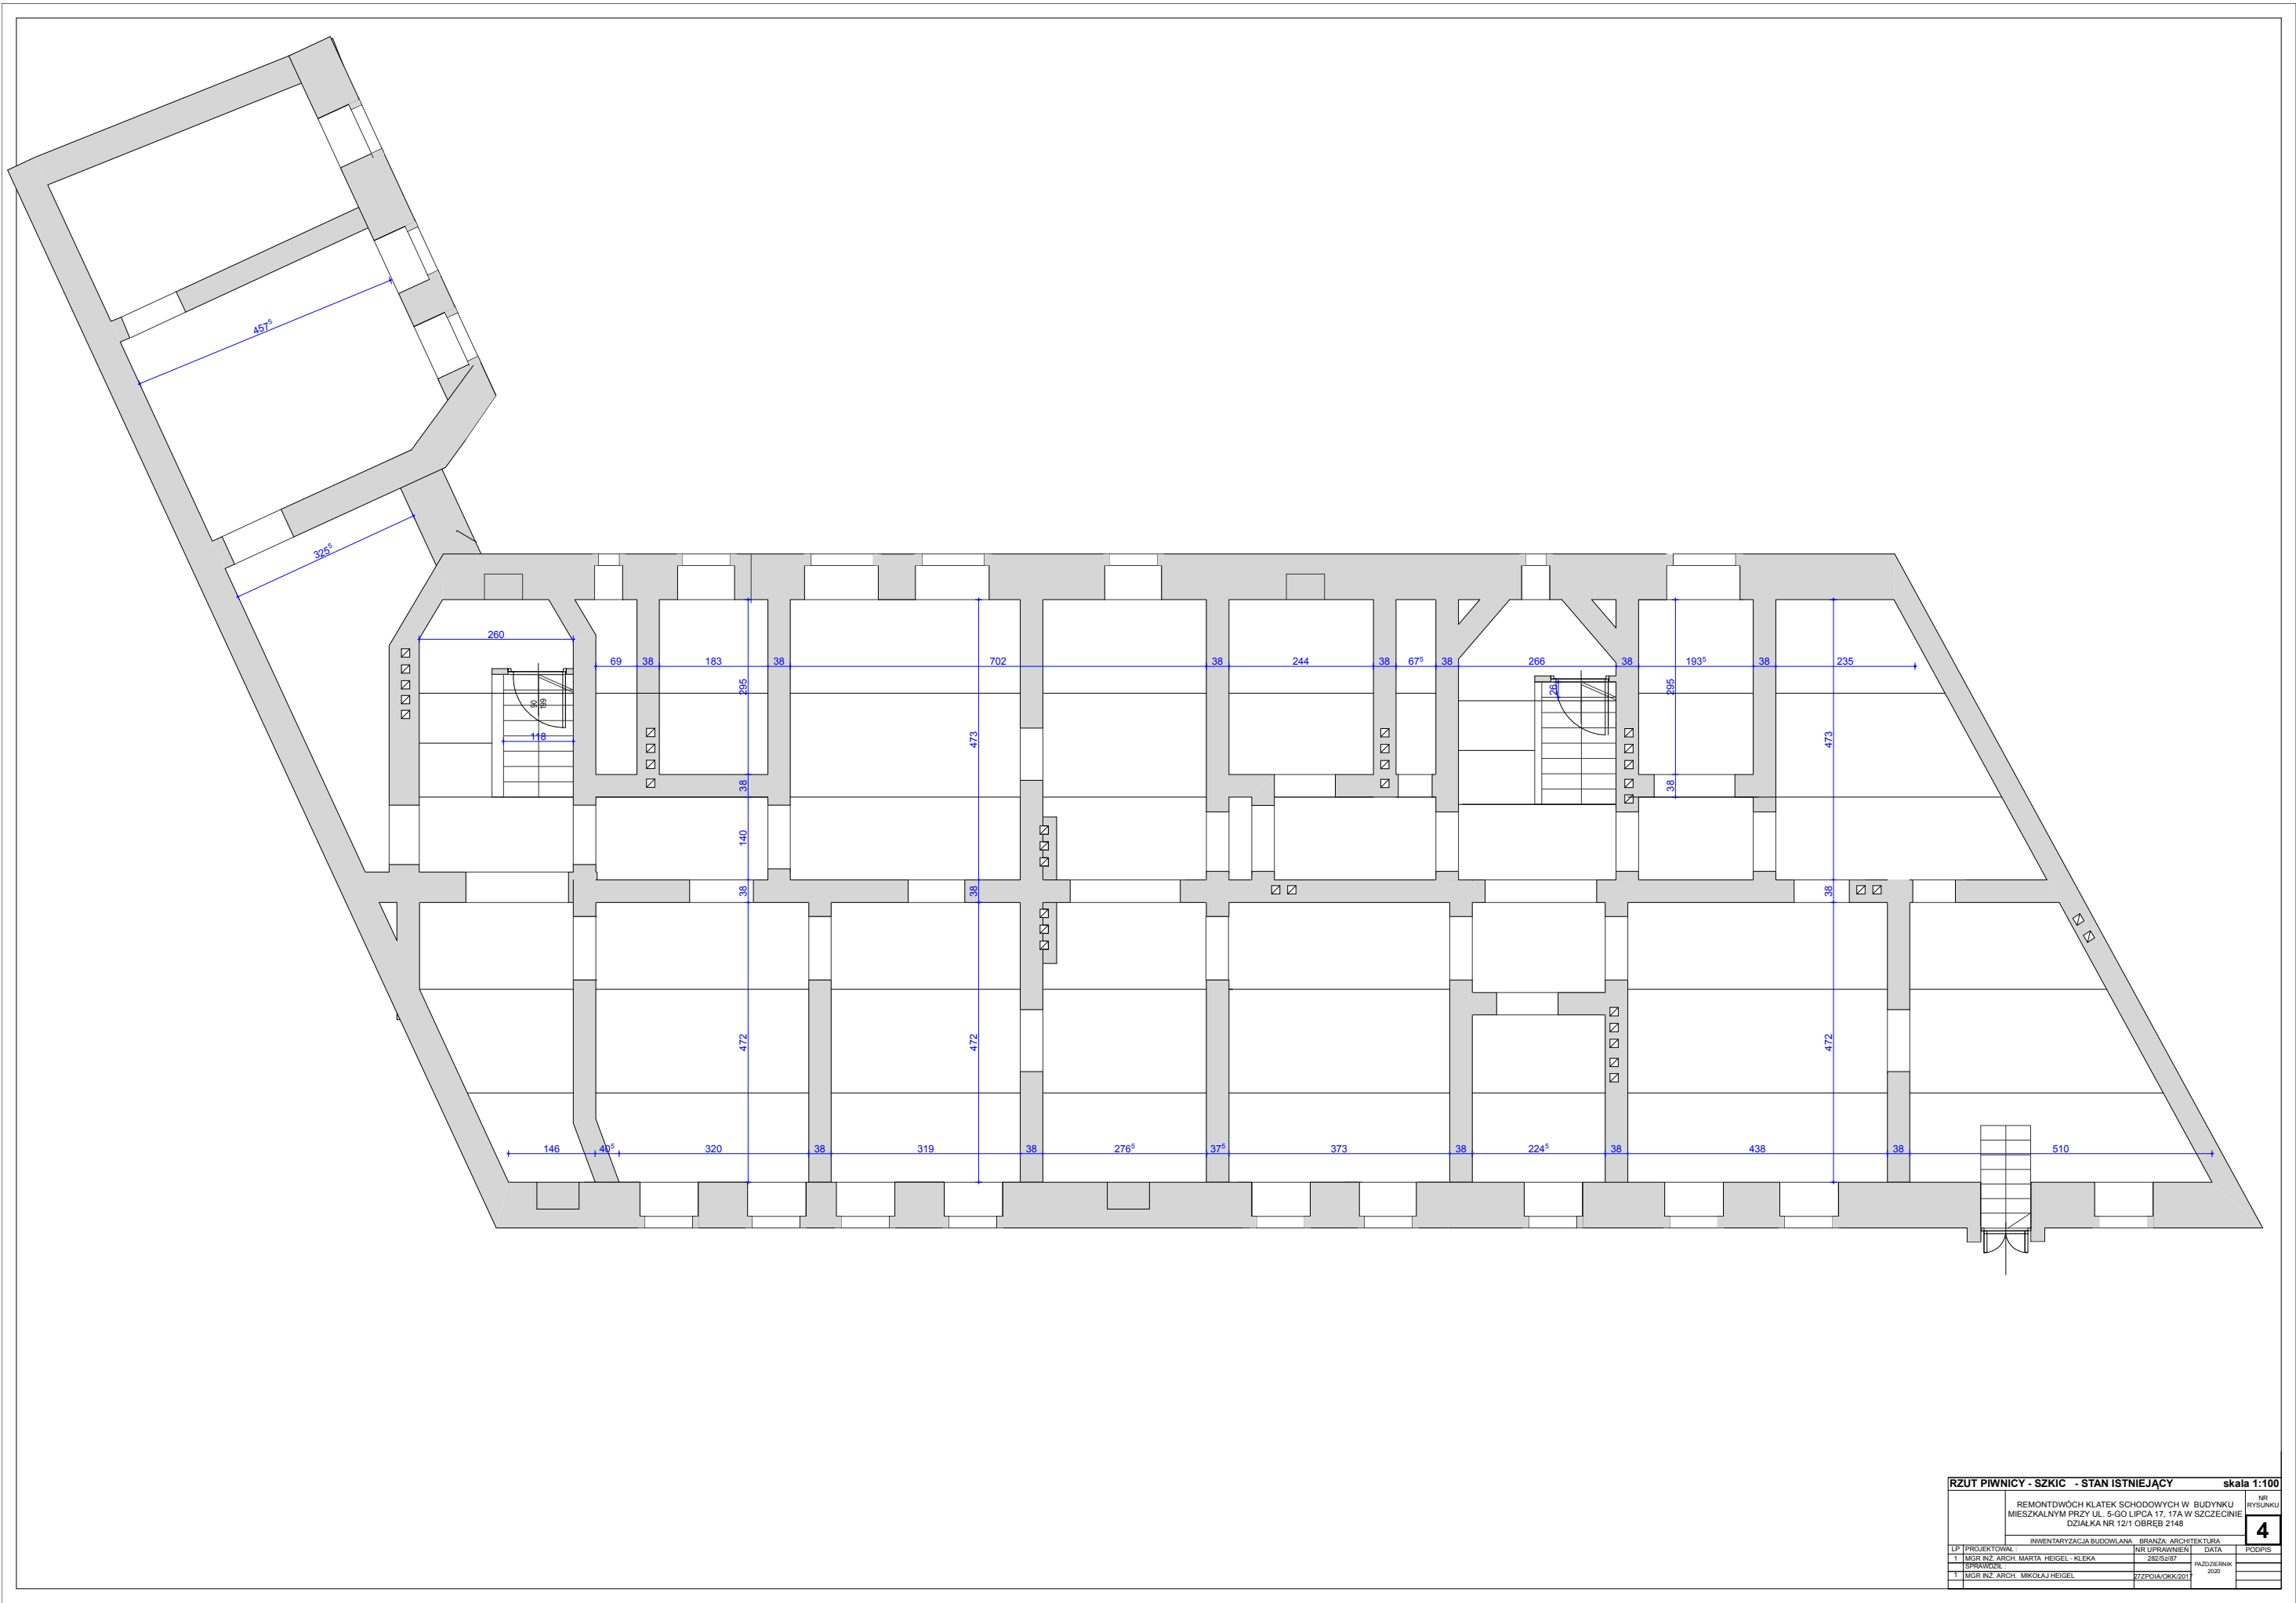 457⁵
325⁵
260
69 38 183 38 702 38 244 38 67⁵ 38 266 38 193⁵ 38 235
295
26
295
90
199
118
473
473
38
38
140
38
38
38
472
472
472
146 40⁵ 320 38 319 38 276⁵ 37⁵ 373 38 224⁵ 38 438 38 510
RZUT PIWNICY - SZKIC - STAN ISTNIEJĄCY skala 1:100
NR
RYSUNKU
REMONTDWÓCH KLATEK SCHODOWYCH W BUDYNKU
MIESZKALNYM PRZY UL. 5-GO LIPCA 17, 17A W SZCZECINIE
DZIAŁKA NR 12/1 OBRĘB 2148
4
INWENTARYZACJA BUDOWLANA BRANŻA: ARCHITEKTURA
LP PROJEKTOWAŁ : NR UPRAWNIEŃ DATA PODPIS
1 MGR INŻ. ARCH. MARTA HEIGEL - KLEKA 282/Sz/87
SPRAWDZIŁ :
PAŹDZIERNIK
2020
1 MGR INŻ. ARCH. MIKOŁAJ HEIGEL 27ZPOIA/OKK/2017